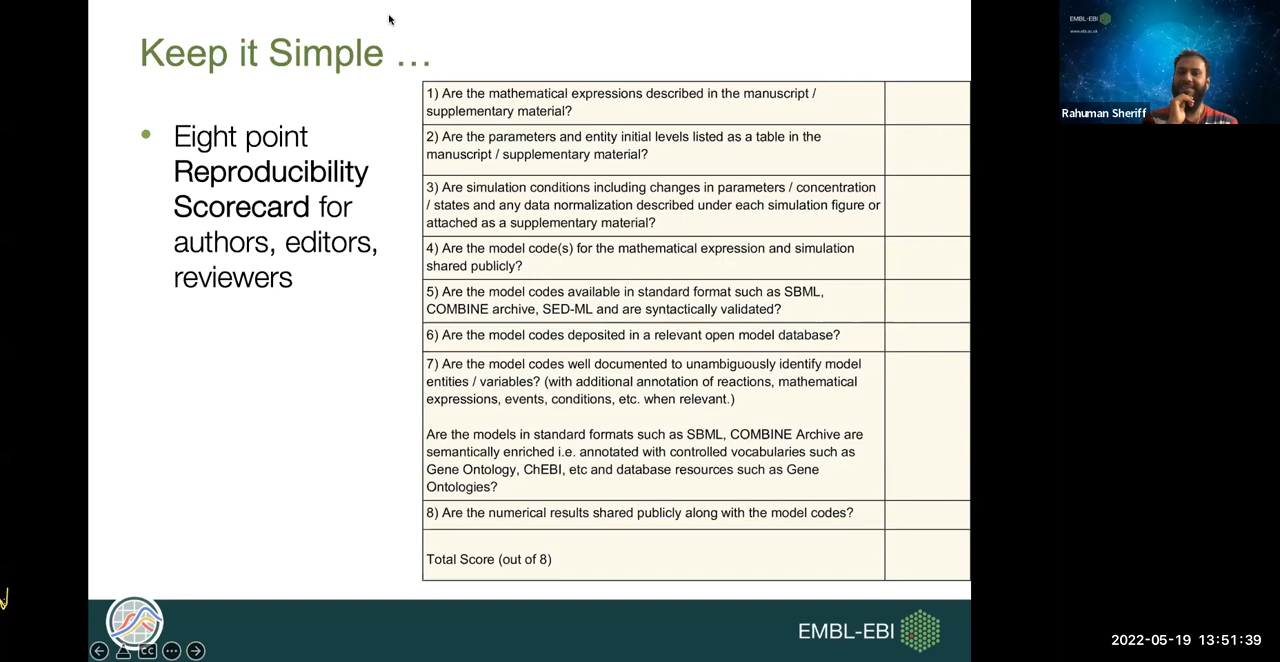 Keep it Simple …
• Eight point
Reproducibility
Scorecard for
authors, editors,
reviewers
1) Are the mathematical expressions described in the manuscript /
supplementary material?
2) Are the parameters and entity initial levels listed as a table in the
manuscript / supplementary material?
3) Are simulation conditions including changes in parameters / concentration
/ states and any data normalization described under each simulation figure or
attached as a supplementary material?
4) Are the model code(s) for the mathematical expression and simulation
shared publicly?
5) Are the model codes available in standard format such as SBML,
COMBINE archive, SED-ML and are syntactically validated?
6) Are the model codes deposited in a relevant open model database?
7) Are the model codes well documented to unambiguously identify model
entities / variables? (with additional annotation of reactions, mathematical
expressions, events, conditions, etc. when relevant.)
Are the models in standard formats such as SBML, COMBINE Archive are
semantically enriched i.e. annotated with controlled vocabularies such as
Gene Ontology, ChEBI, etc and database resources such as Gene
Ontologies?
8) Are the numerical results shared publicly along with the model codes?
Total Score (out of 8)
EMBL-EBI
CC
EMBL-EBI
www.ebi.ac.uk
Rahuman Sheriff
2022-05-19 13:51:39